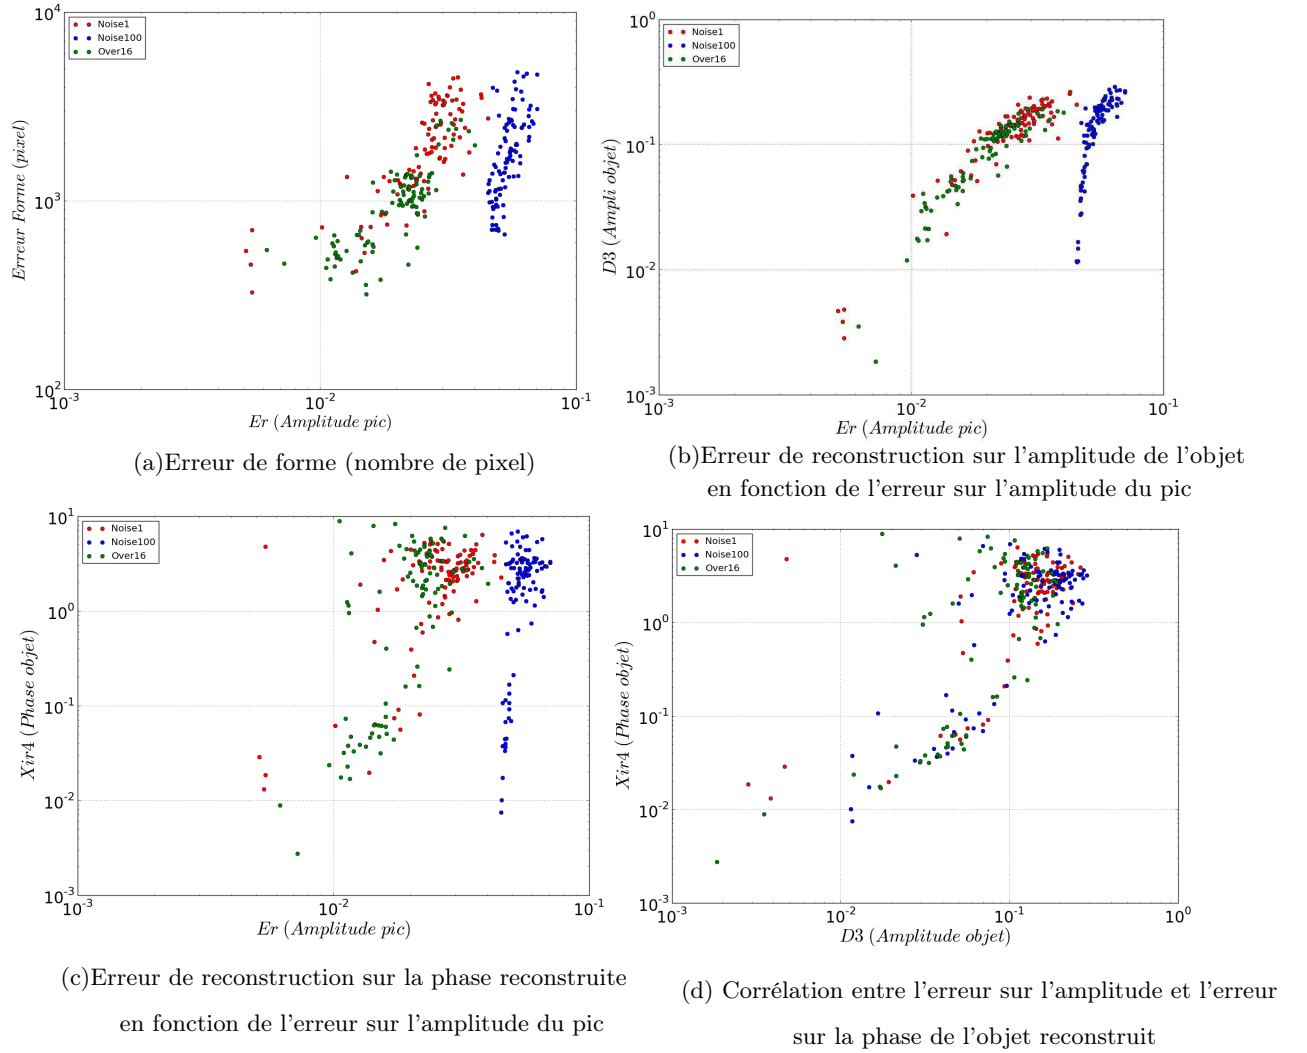 10^4
Noise1
Noise100
Over16
Erreur Forme (pixel)
10^3
10^2
10^-3
10^-2
10^-1
Er (Amplitude pic)
(a)Erreur de forme (nombre de pixel)
10^0
Noise1
Noise100
Over16
D3 (Ampli objet)
10^-1
10^-2
10^-3
10^-3
10^-2
10^-1
Er (Amplitude pic)
(b)Erreur de reconstruction sur l'amplitude de l'objet
en fonction de l'erreur sur l'amplitude du pic
10^1
Noise1
Noise100
Over16
Xir4 (Phase objet)
10^0
10^-1
10^-2
10^-3
10^-3
10^-2
10^-1
Er (Amplitude pic)
(c)Erreur de reconstruction sur la phase reconstruite
en fonction de l'erreur sur l'amplitude du pic
10^1
Noise1
Noise100
Over16
Xir4 (Phase objet)
10^0
10^-1
10^-2
10^-3
10^-3
10^-2
10^-1
10^0
D3 (Amplitude objet)
(d) Corrélation entre l'erreur sur l'amplitude et l'erreur
sur la phase de l'objet reconstruit